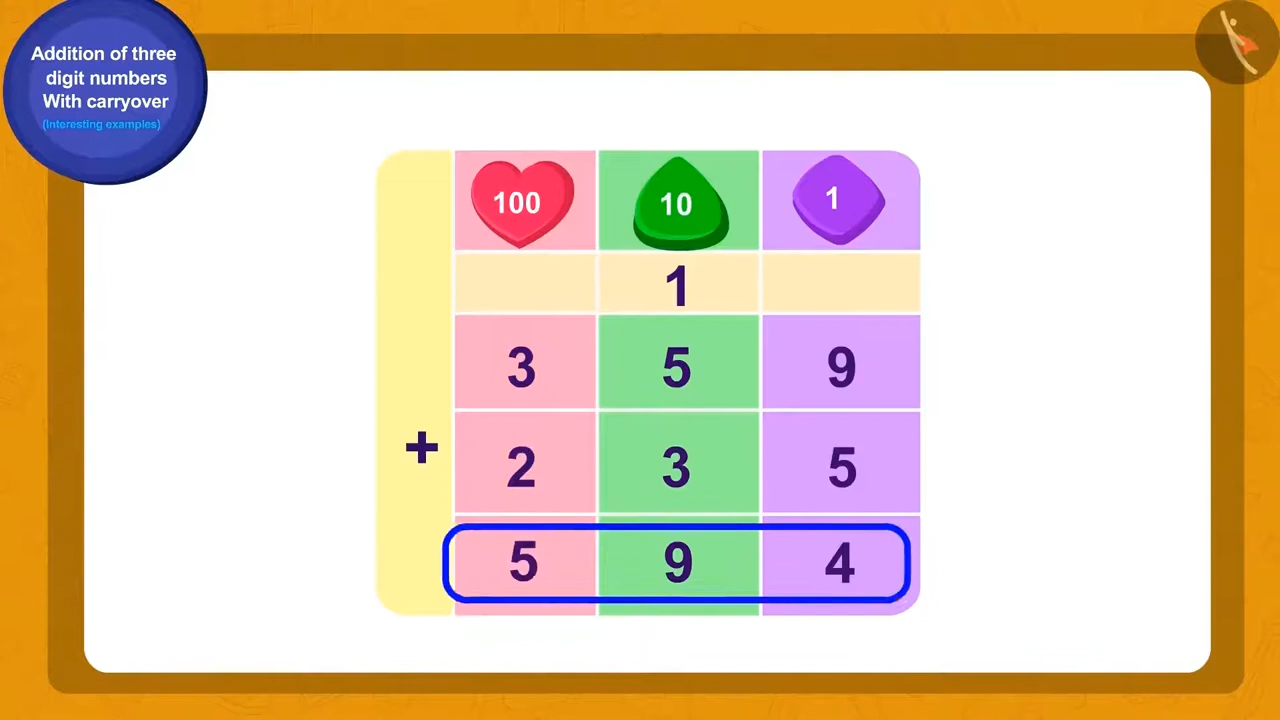 Addition of three
digit numbers
With carryover
(Interesting examples)
100 10 1
1
3 5 9
+ 2 3 5
5 9 4